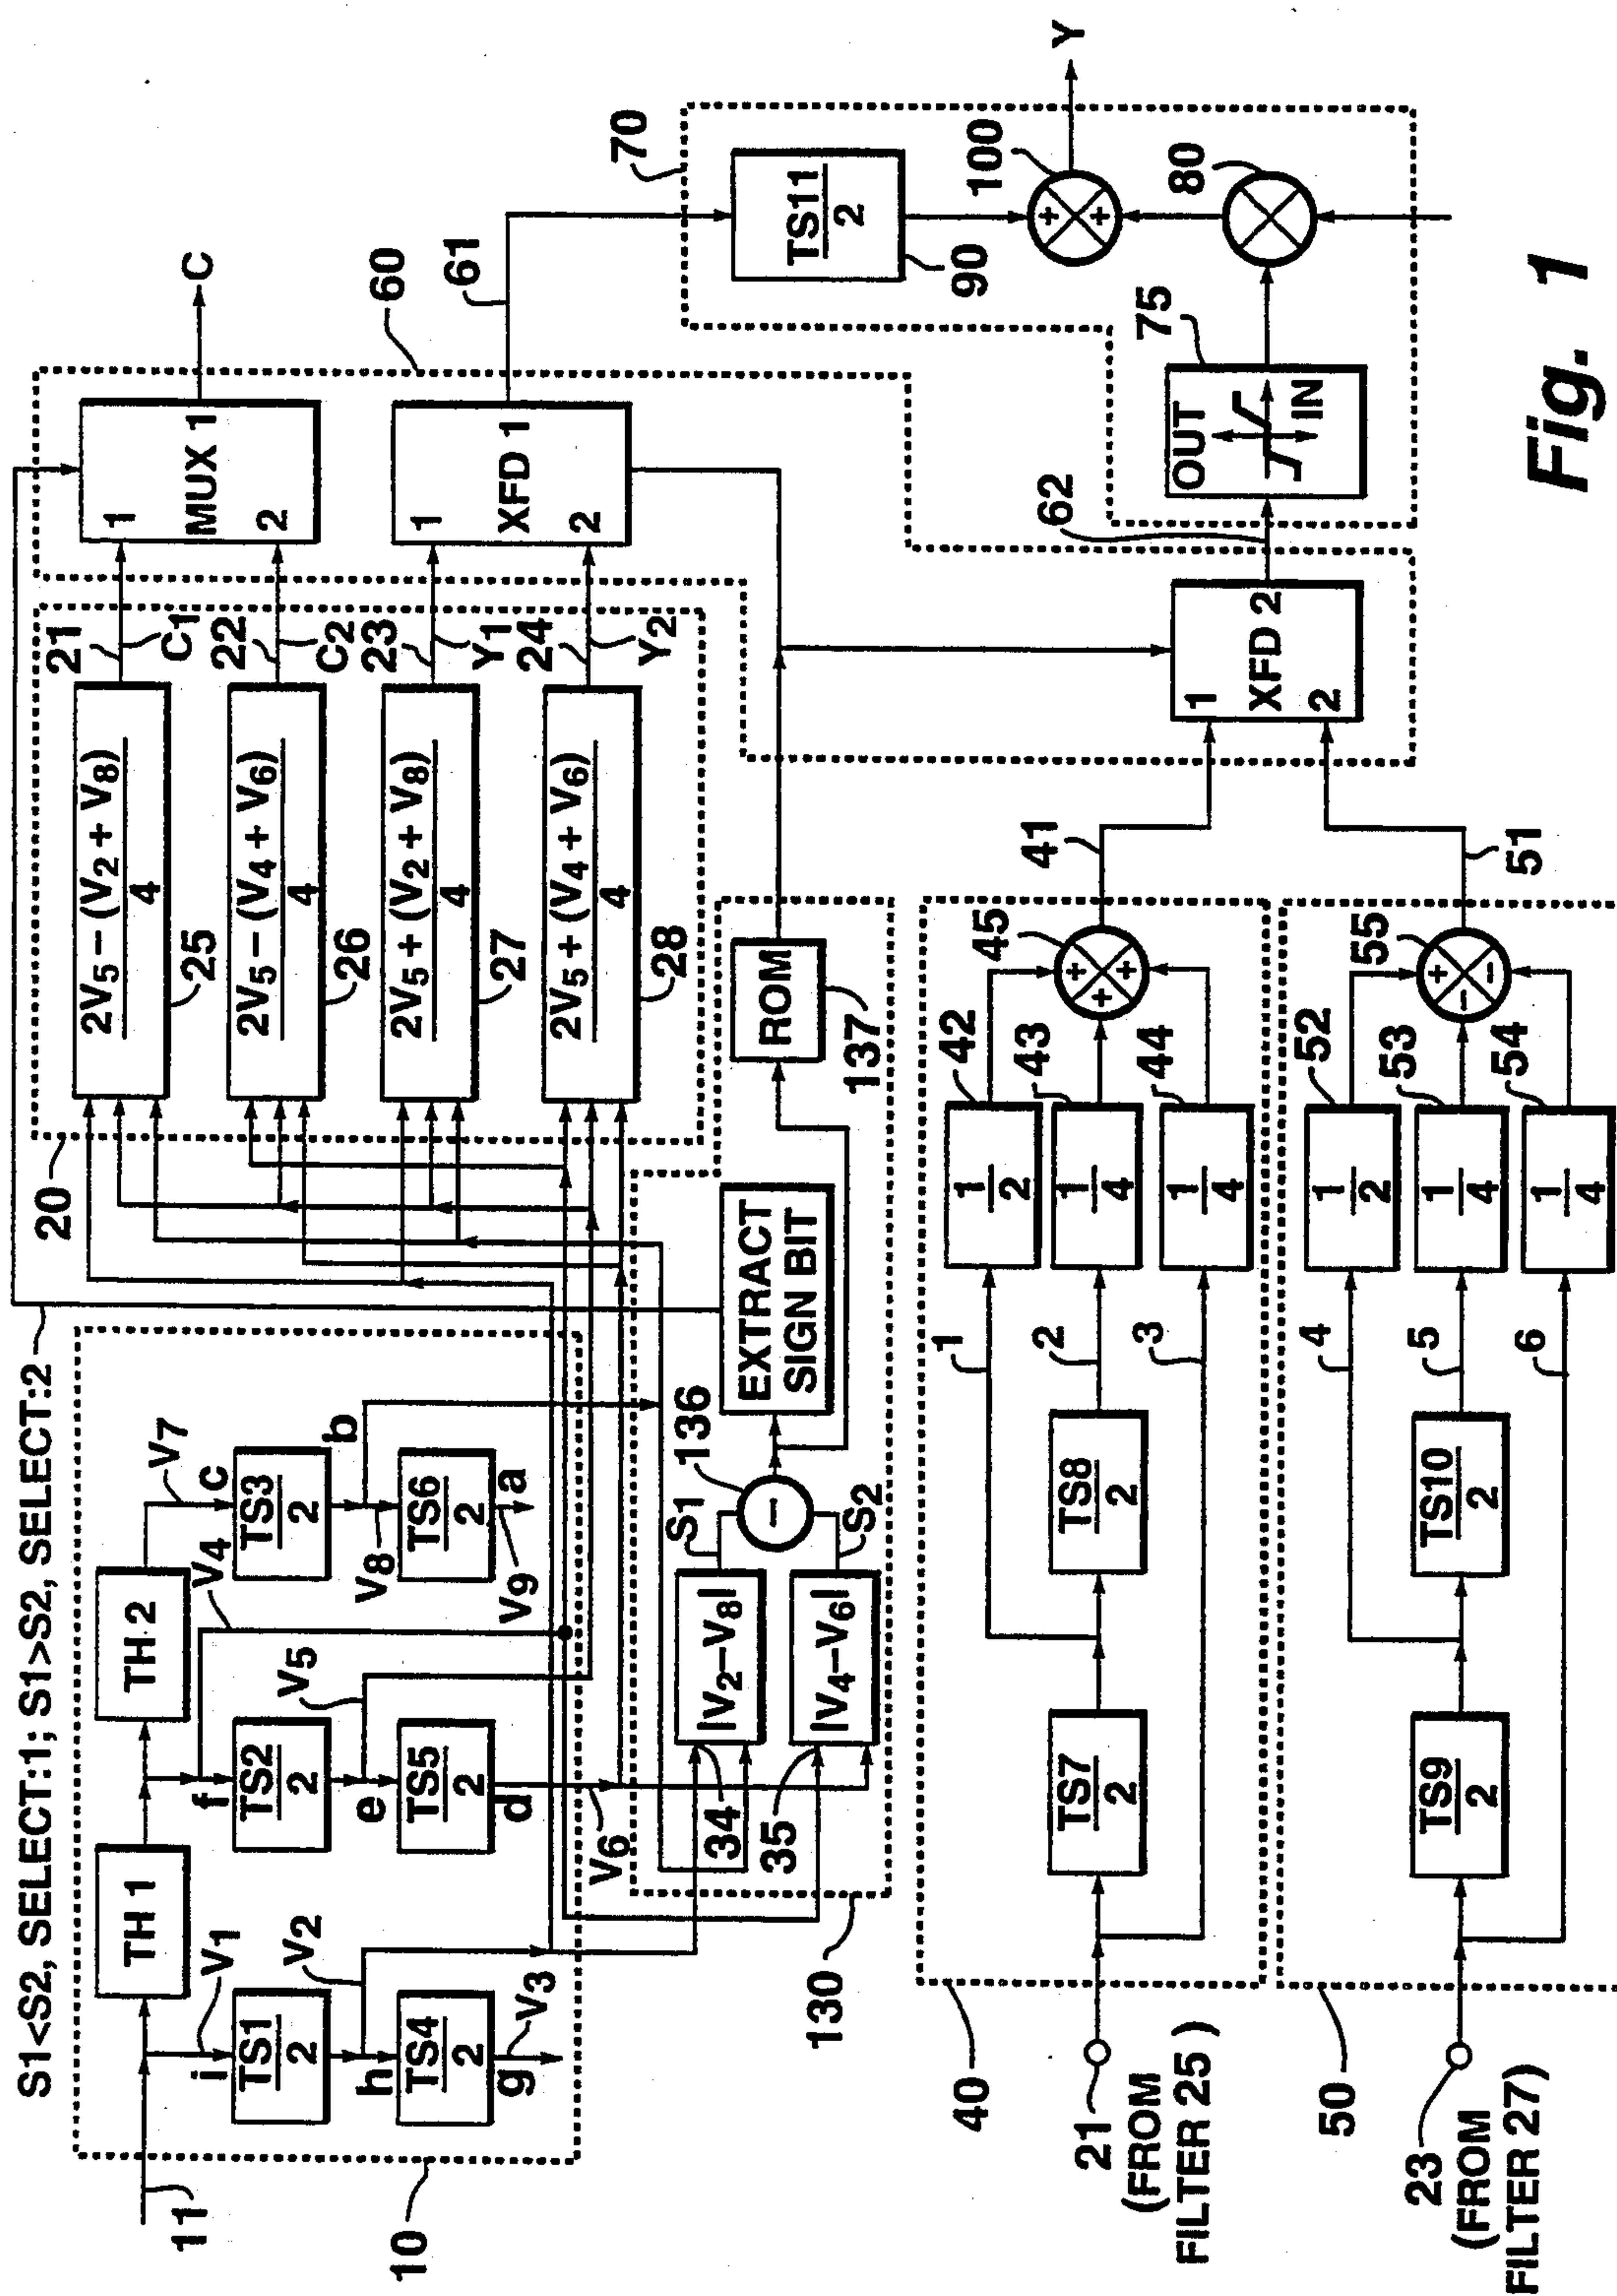 S1<S2, SELECT:1; S1>S2, SELECT:2
11
10
TH 1
TH 2
V1
i
TS1
2
V2
h
TS4
2
g
V3
f
TS2
2
V4
V5
e
TS5
2
d
V6
V7
c
TS3
2
b
V8
TS6
2
a
V9
20
2V5 – (V2 + V8)
4
25
21
C1
2V5 – (V4 + V6)
4
26
22
C2
2V5 + (V2 + V8)
4
27
23
Y1
2V5 + (V4 + V6)
4
28
24
Y2
1
MUX 1
2
C
60
1
XFD 1
2
61
130
34
|V2–V8|
35
|V4–V6|
S1
S2
136
–
EXTRACT
SIGN BIT
ROM
137
40
21
(FROM
FILTER 25)
TS7
2
TS8
2
1
2
3
42
1
2
43
1
4
44
1
4
45
+
+
+
41
50
23
(FROM
FILTER 27)
TS9
2
TS10
2
4
5
6
52
1
2
53
1
4
54
1
4
55
+
–
–
51
1
XFD 2
2
62
70
TS11
2
90
75
OUT
IN
80
100
+
+
Y
Fig. 1